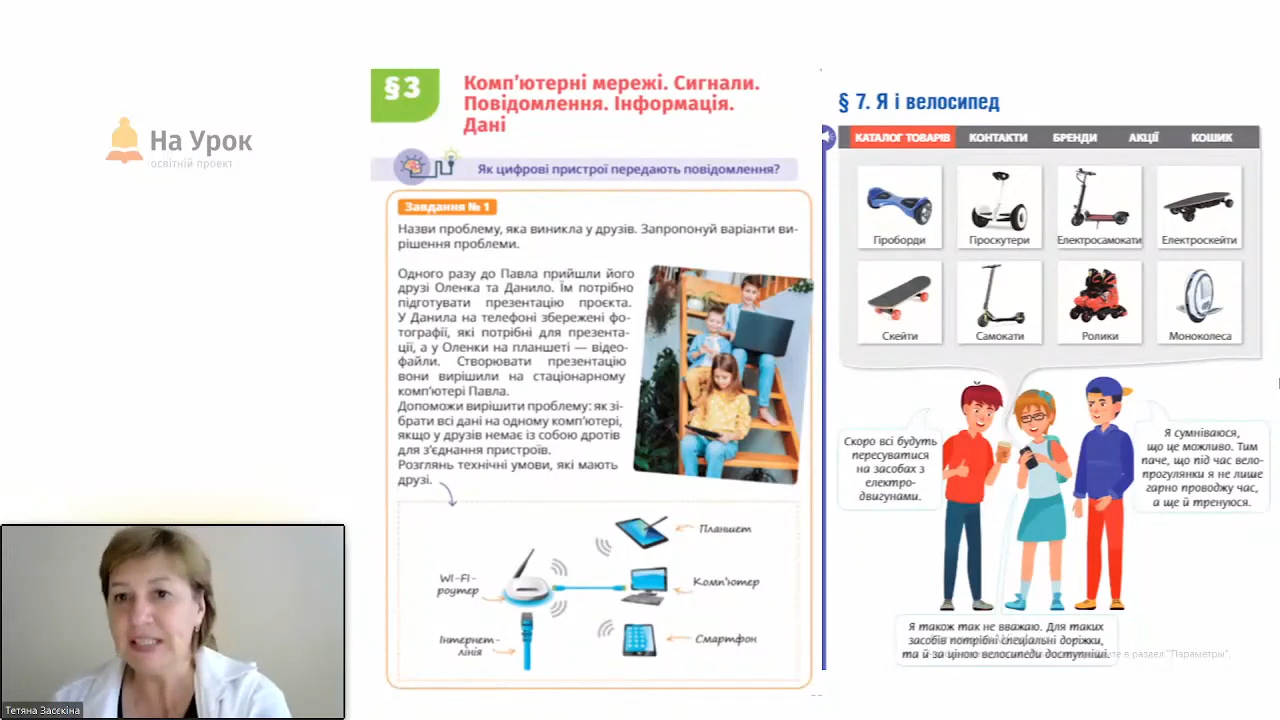 На Урок
освітній проект
§ 3
Комп'ютерні мережі. Сигнали.
Повідомлення. Інформація.
Дані
Як цифрові пристрої передають повідомлення?
Завдання № 1
Назви проблему, яка виникла у друзів. Запропонуй варіанти ви-
рішення проблеми.
Одного разу до Павла прийшли його
друзі Оленка та Данило. Їм потрібно
підготувати презентацію проєкта.
У Данила на телефоні збережені фо-
тографії, які потрібні для презента-
ції, а у Оленки на планшеті — відео-
файли. Створювати презентацію
вони вирішили на стаціонарному
комп'ютері Павла.
Допоможи вирішити проблему: як зі-
брати всі дані на одному комп'ютері,
якщо у друзів немає із собою дротів
для з'єднання пристроїв.
Розглянь технічні умови, які мають
друзі.
Планшет
WI-FI-
роутер
Комп'ютер
Інтернет-
лінія
Смартфон
§ 7. Я і велосипед
КАТАЛОГ ТОВАРІВ КОНТАКТИ БРЕНДИ АКЦІЇ КОШИК
Гіроборди Гіроскутери Електросамокати Електроскейти
Скейти Самокати Ролики Моноколеса
Скоро всі будуть
пересуватися
на засобах з
електро-
двигунами.
Я сумніваюся,
що це можливо. Тим
паче, що під час вело-
прогулянки я не лише
гарно проводжу час,
а ще й тренуюся.
Я також так не вважаю. Для таких
засобів потрібні спеціальні доріжки,
та й за ціною велосипеди доступніші.
в раздел "Параметры".
Тетяна Засєкіна